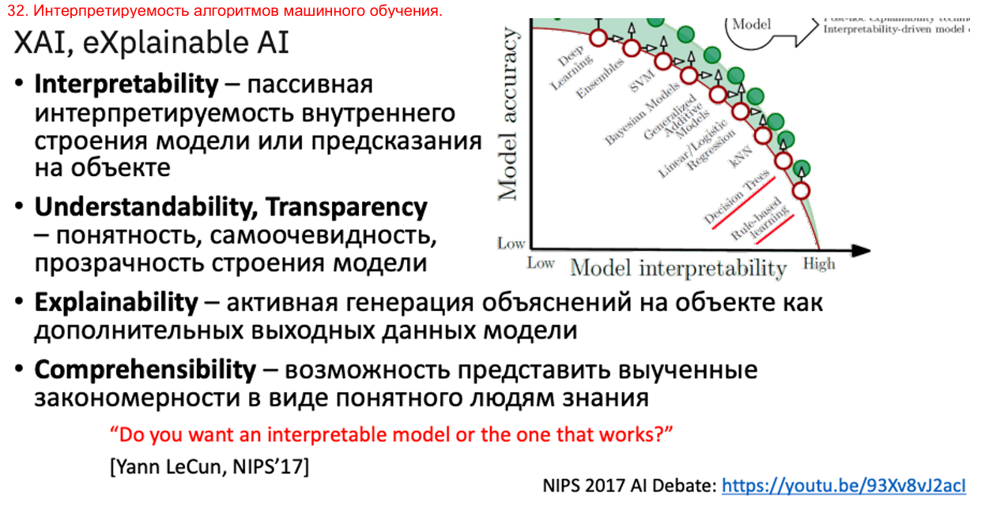 32. Интерпретируемость алгоритмов машинного обучения.
XAI, eXplainable AI
• Interpretability – пассивная
интерпретируемость внутреннего
строения модели или предсказания
на объекте
• Understandability, Transparency
– понятность, самоочевидность,
прозрачность строения модели
• Explainability – активная генерация объяснений на объекте как
дополнительных выходных данных модели
• Comprehensibility – возможность представить выученные
закономерности в виде понятного людям знания
“Do you want an interpretable model or the one that works?”
[Yann LeCun, NIPS’17]
NIPS 2017 AI Debate: https://youtu.be/93Xv8vJ2acI
Model
Interpretability-driven model
Model accuracy
Deep
Learning
Ensembles
SVM
Bayesian Models
Generalized
Additive
Models
Linear/Logistic
Regression
kNN
Decision Trees
Rule-based
learning
Low
Low
Model interpretability
High